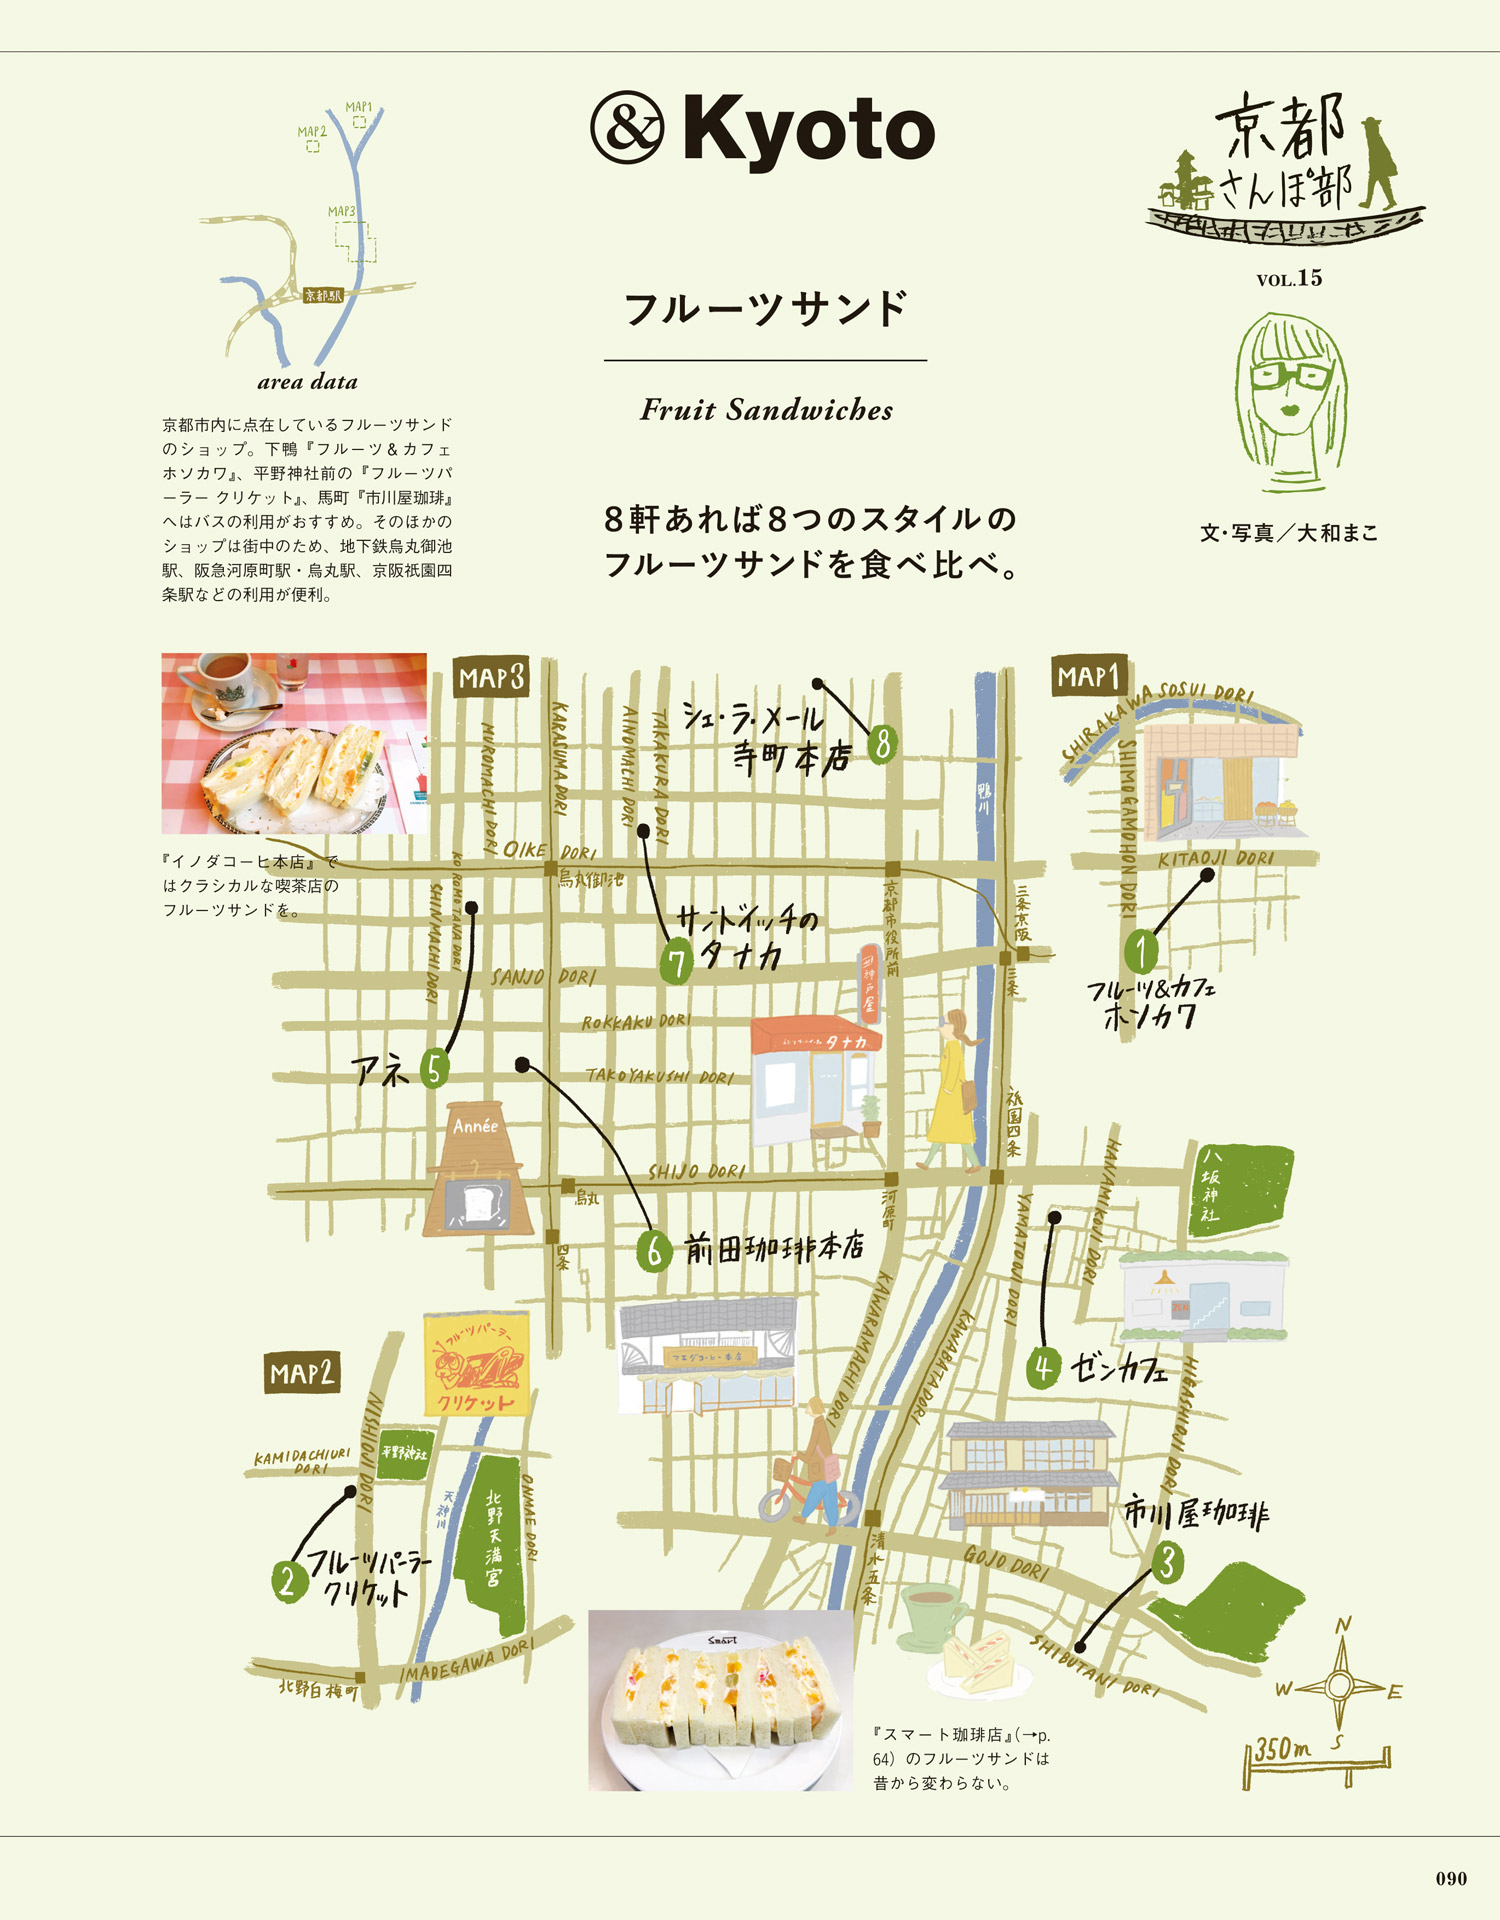 & Kyoto
京都
さんぽ部
VOL.15
文・写真／大和まこ
フルーツサンド
Fruit Sandwiches
8軒あれば8つのスタイルの
フルーツサンドを食べ比べ。
MAP1
MAP2
MAP3
京都駅
area data
京都市内に点在しているフルーツサンド
のショップ。下鴨『フルーツ＆カフェ
ホソカワ』、平野神社前の『フルーツパ
ーラー クリケット』、馬町『市川屋珈琲』
へはバスの利用がおすすめ。そのほかの
ショップは街中のため、地下鉄烏丸御池
駅、阪急河原町駅・烏丸駅、京阪祇園四
条駅などの利用が便利。
『イノダコーヒ本店』で
はクラシカルな喫茶店の
フルーツサンドを。
MAP3
MUROMACHI DORI
KARASUMA DORI
AINOMACHI DORI
TAKAKURA DORI
KOROMOTANA DORI
SHINMACHI DORI
シェ・ラ・メール
寺町本店
8
鴨川
OIKE DORI
烏丸御池
京都市役所前
三条京阪
三条
サンドイッチの
タナカ
7
SANJO DORI
ROKKAKU DORI
TAKOYAKUSHI DORI
アネ
5
Année
パーン
神戸屋
タナカ
祇園四条
SHIJO DORI
烏丸
四条
河原町
6
前田珈琲本店
マエダコーヒー本店
KAWARAMACHI DORI
KAWABATA DORI
YAMATOOJI DORI
HANAMIKOJI DORI
八坂神社
4
ゼンカフェ
ZEN
HIGASHIOJI DORI
市川屋珈琲
3
清水五条
GOJO DORI
SHIBUTANI DORI
MAP1
SHIRAKAWA SOSUI DORI
SHIMOGAMOHON DORI
KITAOJI DORI
1
フルーツ&カフェ
ホソカワ
MAP2
NISHIOJI DORI
フルーツパーラー
クリケット
KAMIDACHIURI
DORI
平野神社
天神川
北野天満宮
ONMAE DORI
2
フルーツパーラー
クリケット
IMADEGAWA DORI
北野白梅町
Smart
『スマート珈琲店』（→p.
64）のフルーツサンドは
昔から変わらない。
N
W
E
S
350m
090